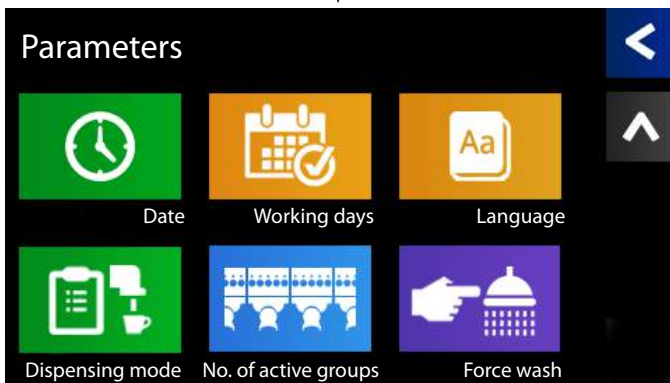 Parameters
Aa
Date Working days Language
Dispensing mode No. of active groups Force wash